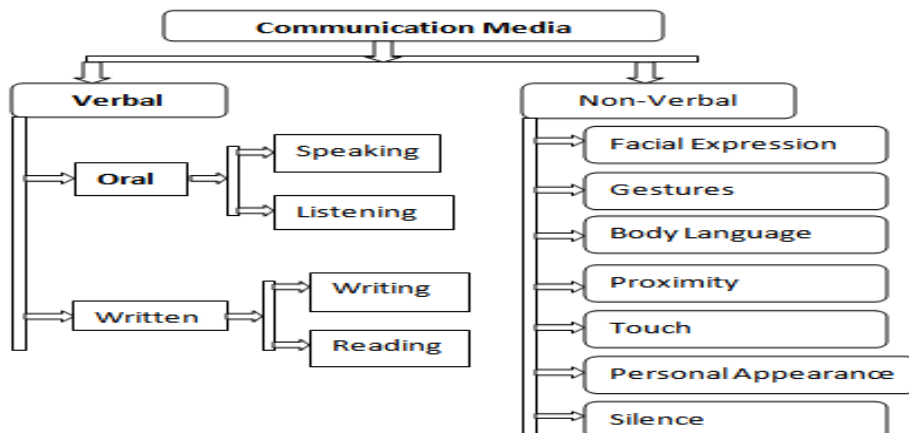 Communication Media
Verbal
Non-Verbal
Oral
Speaking
Listening
Written
Writing
Reading
Facial Expression
Gestures
Body Language
Proximity
Touch
Personal Appearance
Silence